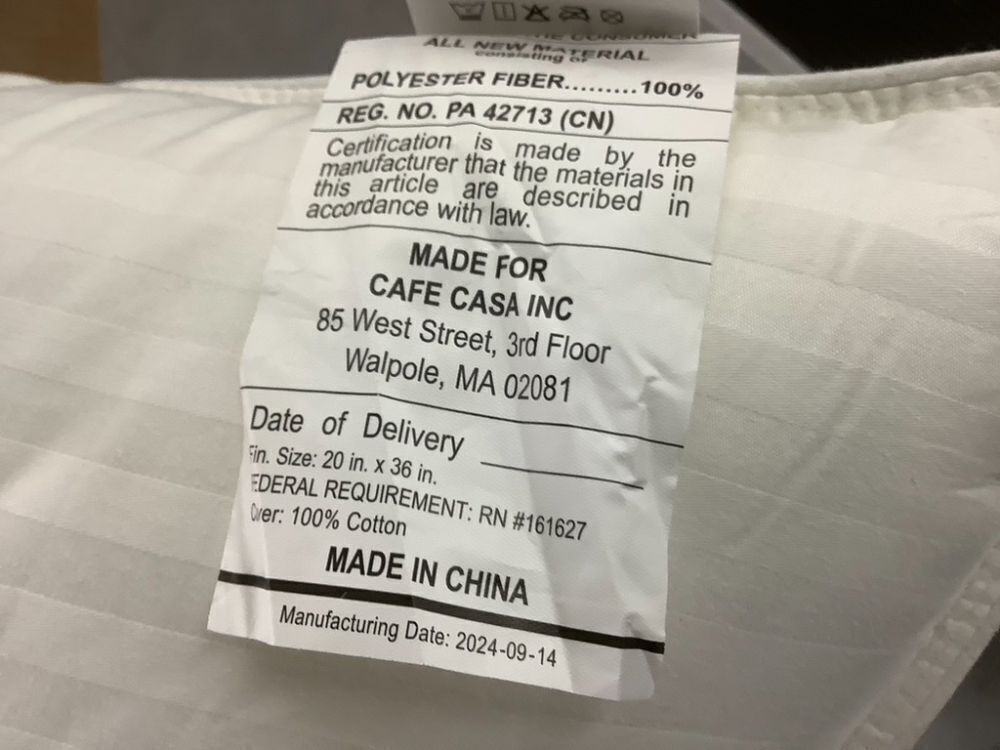 THE CONSUMER
ALL NEW MATERIAL
consisting of
POLYESTER FIBER.........100%
REG. NO. PA 42713 (CN)
Certification is made by the
manufacturer that the materials in
this article are described in
accordance with law.
MADE FOR
CAFE CASA INC
85 West Street, 3rd Floor
Walpole, MA 02081
Date of Delivery
Fin. Size: 20 in. x 36 in.
EDERAL REQUIREMENT: RN #161627
Cover: 100% Cotton
MADE IN CHINA
Manufacturing Date: 2024-09-14